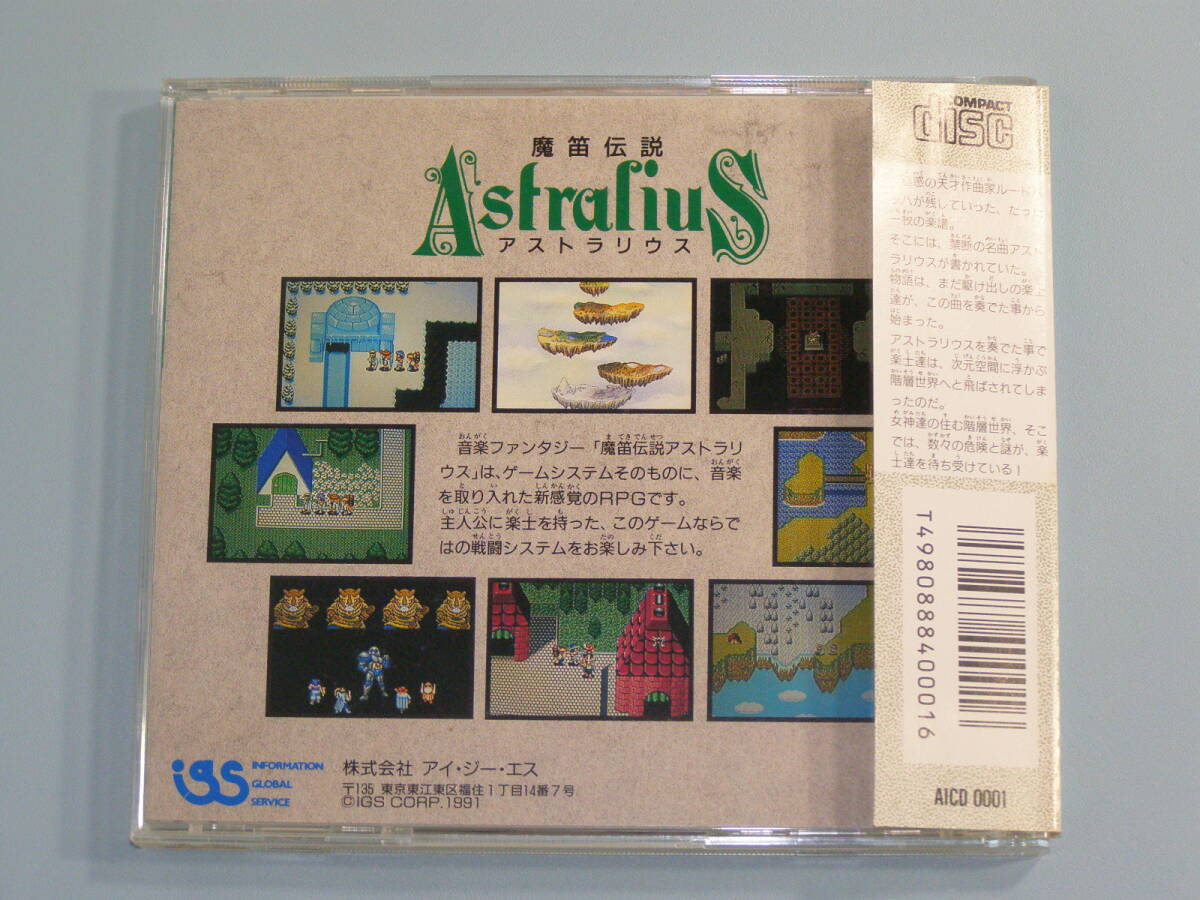 魔笛伝説
Astralius
アストラリウス
音楽ファンタジー「魔笛伝説アストラリ
ウス」は、ゲームシステムそのものに、音楽
を取り入れた新感覚のRPGです。
主人公に楽士を持った、このゲームならで
はの戦闘システムをお楽しみ下さい。
igs
INFORMATION
GLOBAL
SERVICE
株式会社 アイ・ジー・エス
〒135 東京東江東区福住1丁目14番7号
©IGS CORP.1991
COMPACT
disc
惑の天才作曲家ルード
ハが残していった、たった
一枚の楽譜。
そこには、禁断の名曲アスト
ラリウスが書かれていた。
物語は、まだ駆け出しの楽士
達が、この曲を奏でた事から
始まった。
アストラリウスを奏でた事で
楽士達は、次元空間に浮かぶ
階層世界へと飛ばされてしま
ったのだ。
女神達の住む階層世界、そこ
では、数々の危険と謎が、楽
士達を待ち受けている!
T4980888400016
AICD 0001